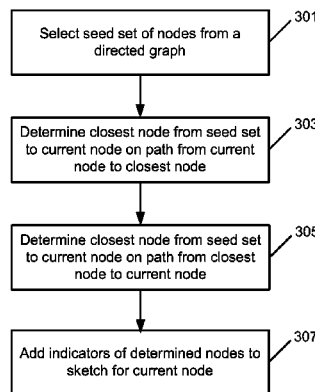 301
Select seed set of nodes from a
directed graph
303
Determine closest node from seed set
to current node on path from current
node to closest node
305
Determine closest node from seed set
to current node on path from closest
node to current node
307
Add indicators of determined nodes to
sketch for current node